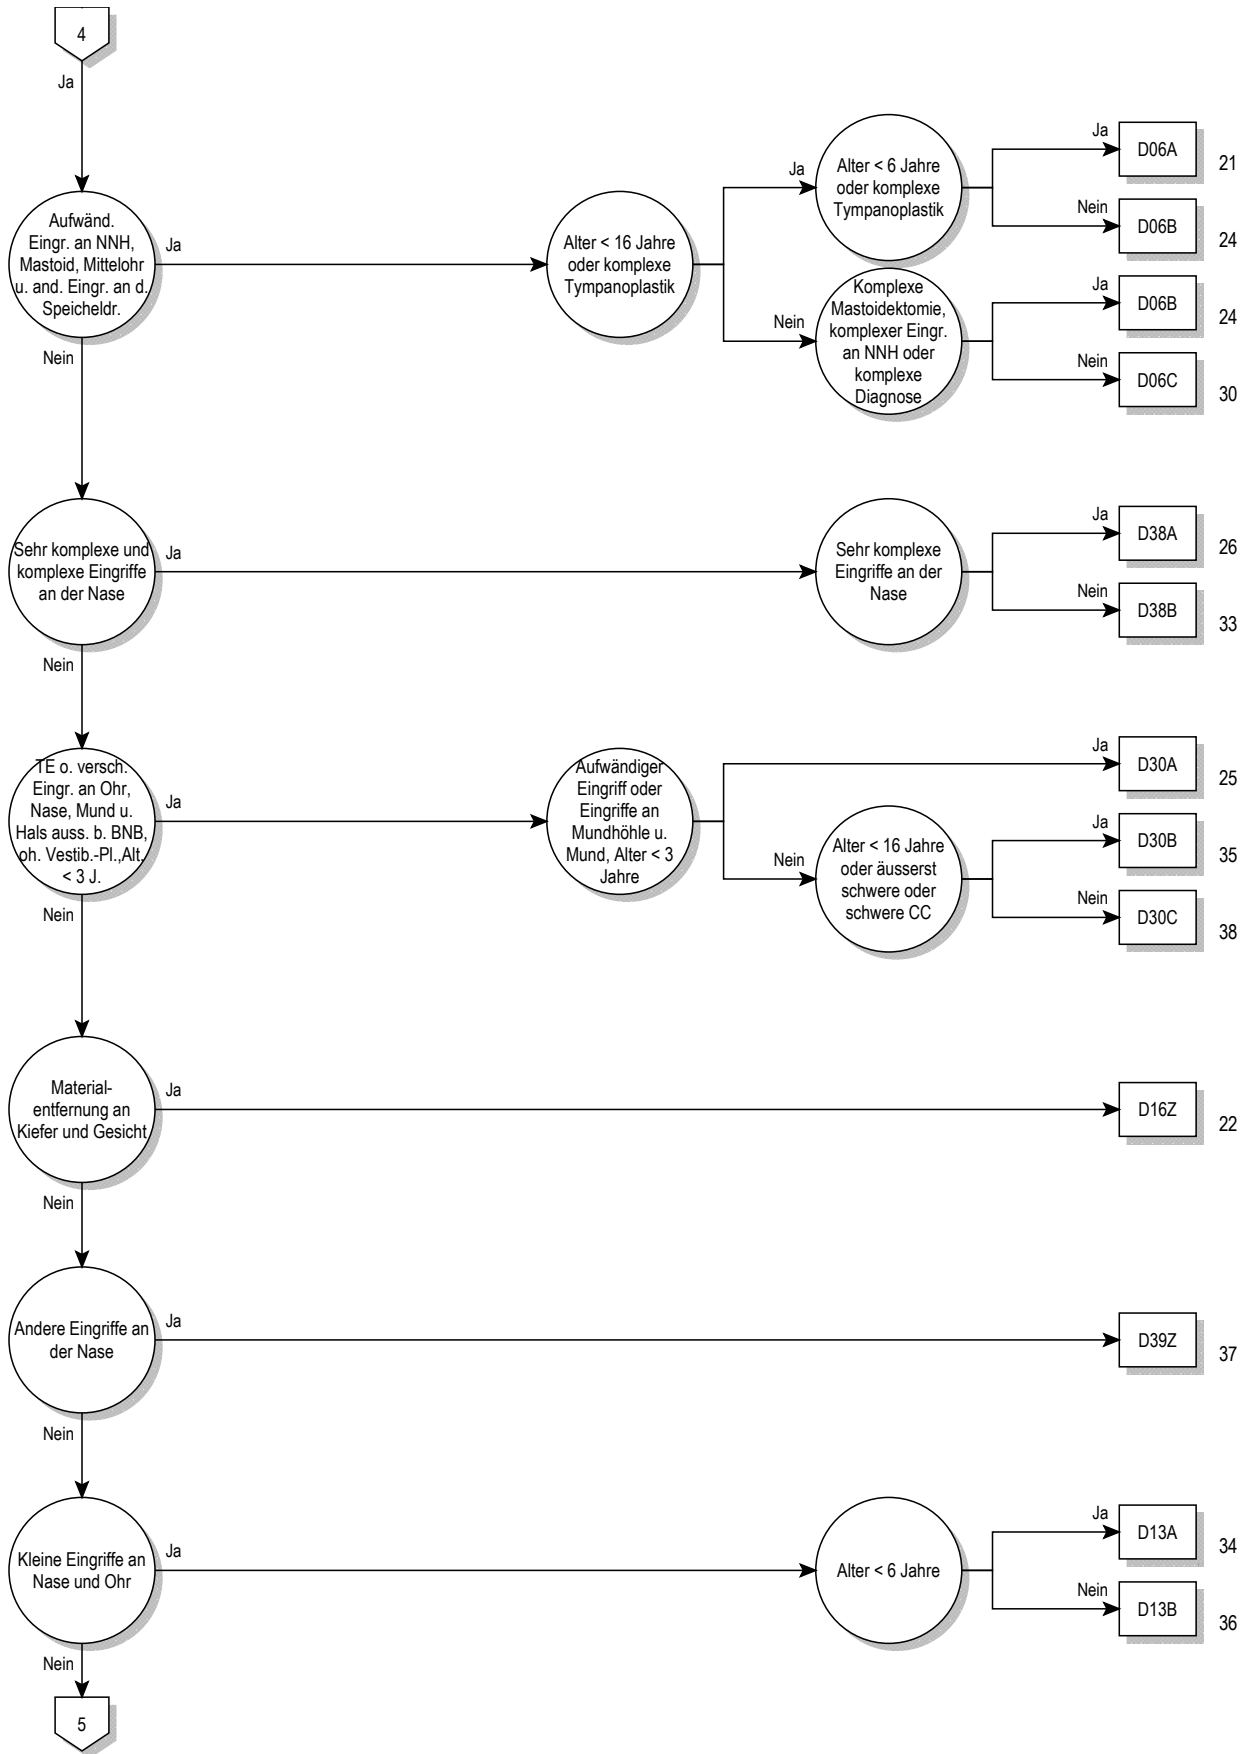 4
Ja
Aufwänd.
Eingr. an NNH,
Mastoid, Mittelohr
u. and. Eingr. an d.
Speicheldr.
Ja
Alter < 16 Jahre
oder komplexe
Tympanoplastik
Ja
Alter < 6 Jahre
oder komplexe
Tympanoplastik
Ja
D06A
21
Nein
D06B
24
Nein
Komplexe
Mastoidektomie,
komplexer Eingr.
an NNH oder
komplexe
Diagnose
Ja
D06B
24
Nein
D06C
30
Nein
Sehr komplexe und
komplexe Eingriffe
an der Nase
Ja
Sehr komplexe
Eingriffe an der
Nase
Ja
D38A
26
Nein
D38B
33
Nein
TE o. versch.
Eingr. an Ohr,
Nase, Mund u.
Hals auss. b. BNB,
oh. Vestib.-Pl.,Alt.
< 3 J.
Ja
Aufwändiger
Eingriff oder
Eingriffe an
Mundhöhle u.
Mund, Alter < 3
Jahre
Ja
D30A
25
Nein
Alter < 16 Jahre
oder äusserst
schwere oder
schwere CC
Ja
D30B
35
Nein
D30C
38
Nein
Material-
entfernung an
Kiefer und Gesicht
Ja
D16Z
22
Nein
Andere Eingriffe an
der Nase
Ja
D39Z
37
Nein
Kleine Eingriffe an
Nase und Ohr
Ja
Alter < 6 Jahre
Ja
D13A
34
Nein
D13B
36
Nein
5